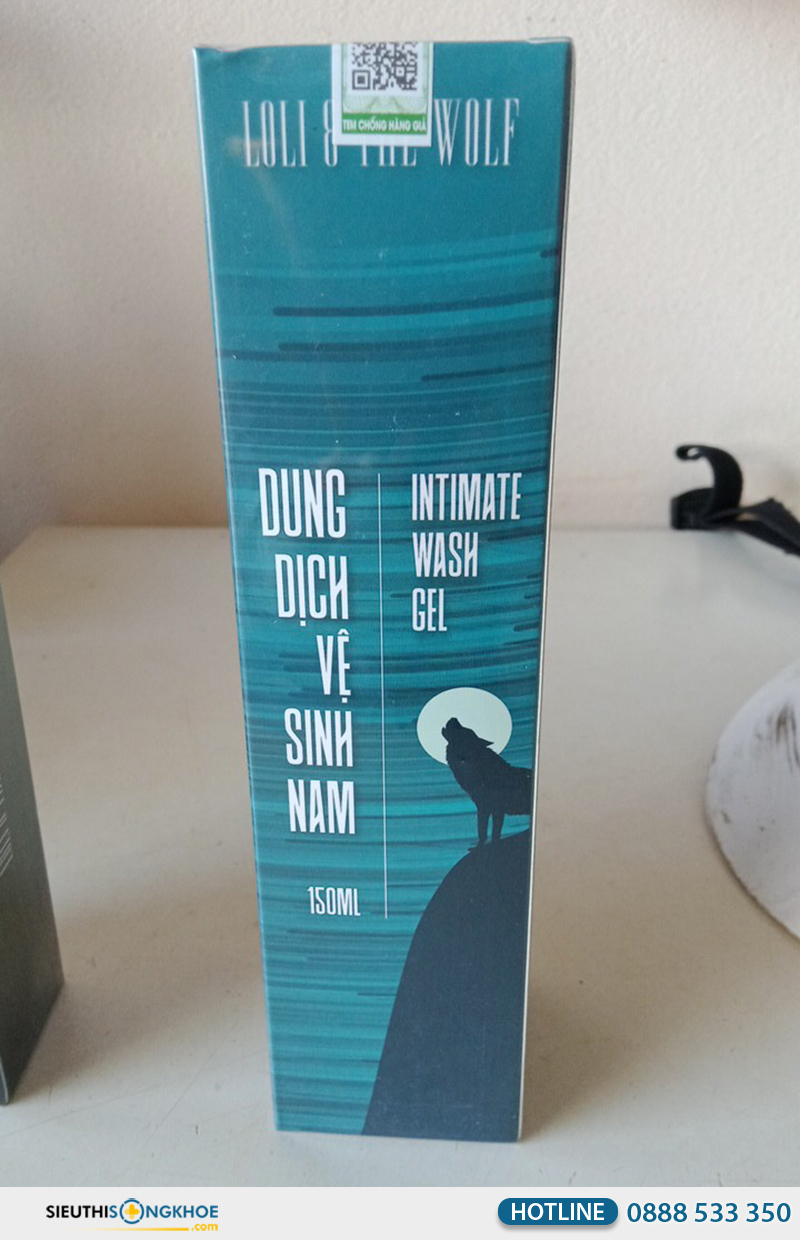 TEM CHỐNG HÀNG GIẢ
LOLI & THE WOLF
DUNG
DỊCH
VỆ
SINH
NAM
150ML
INTIMATE
WASH
GEL
SIEUTHISONGKHOE
.com
HOTLINE 0888 533 350